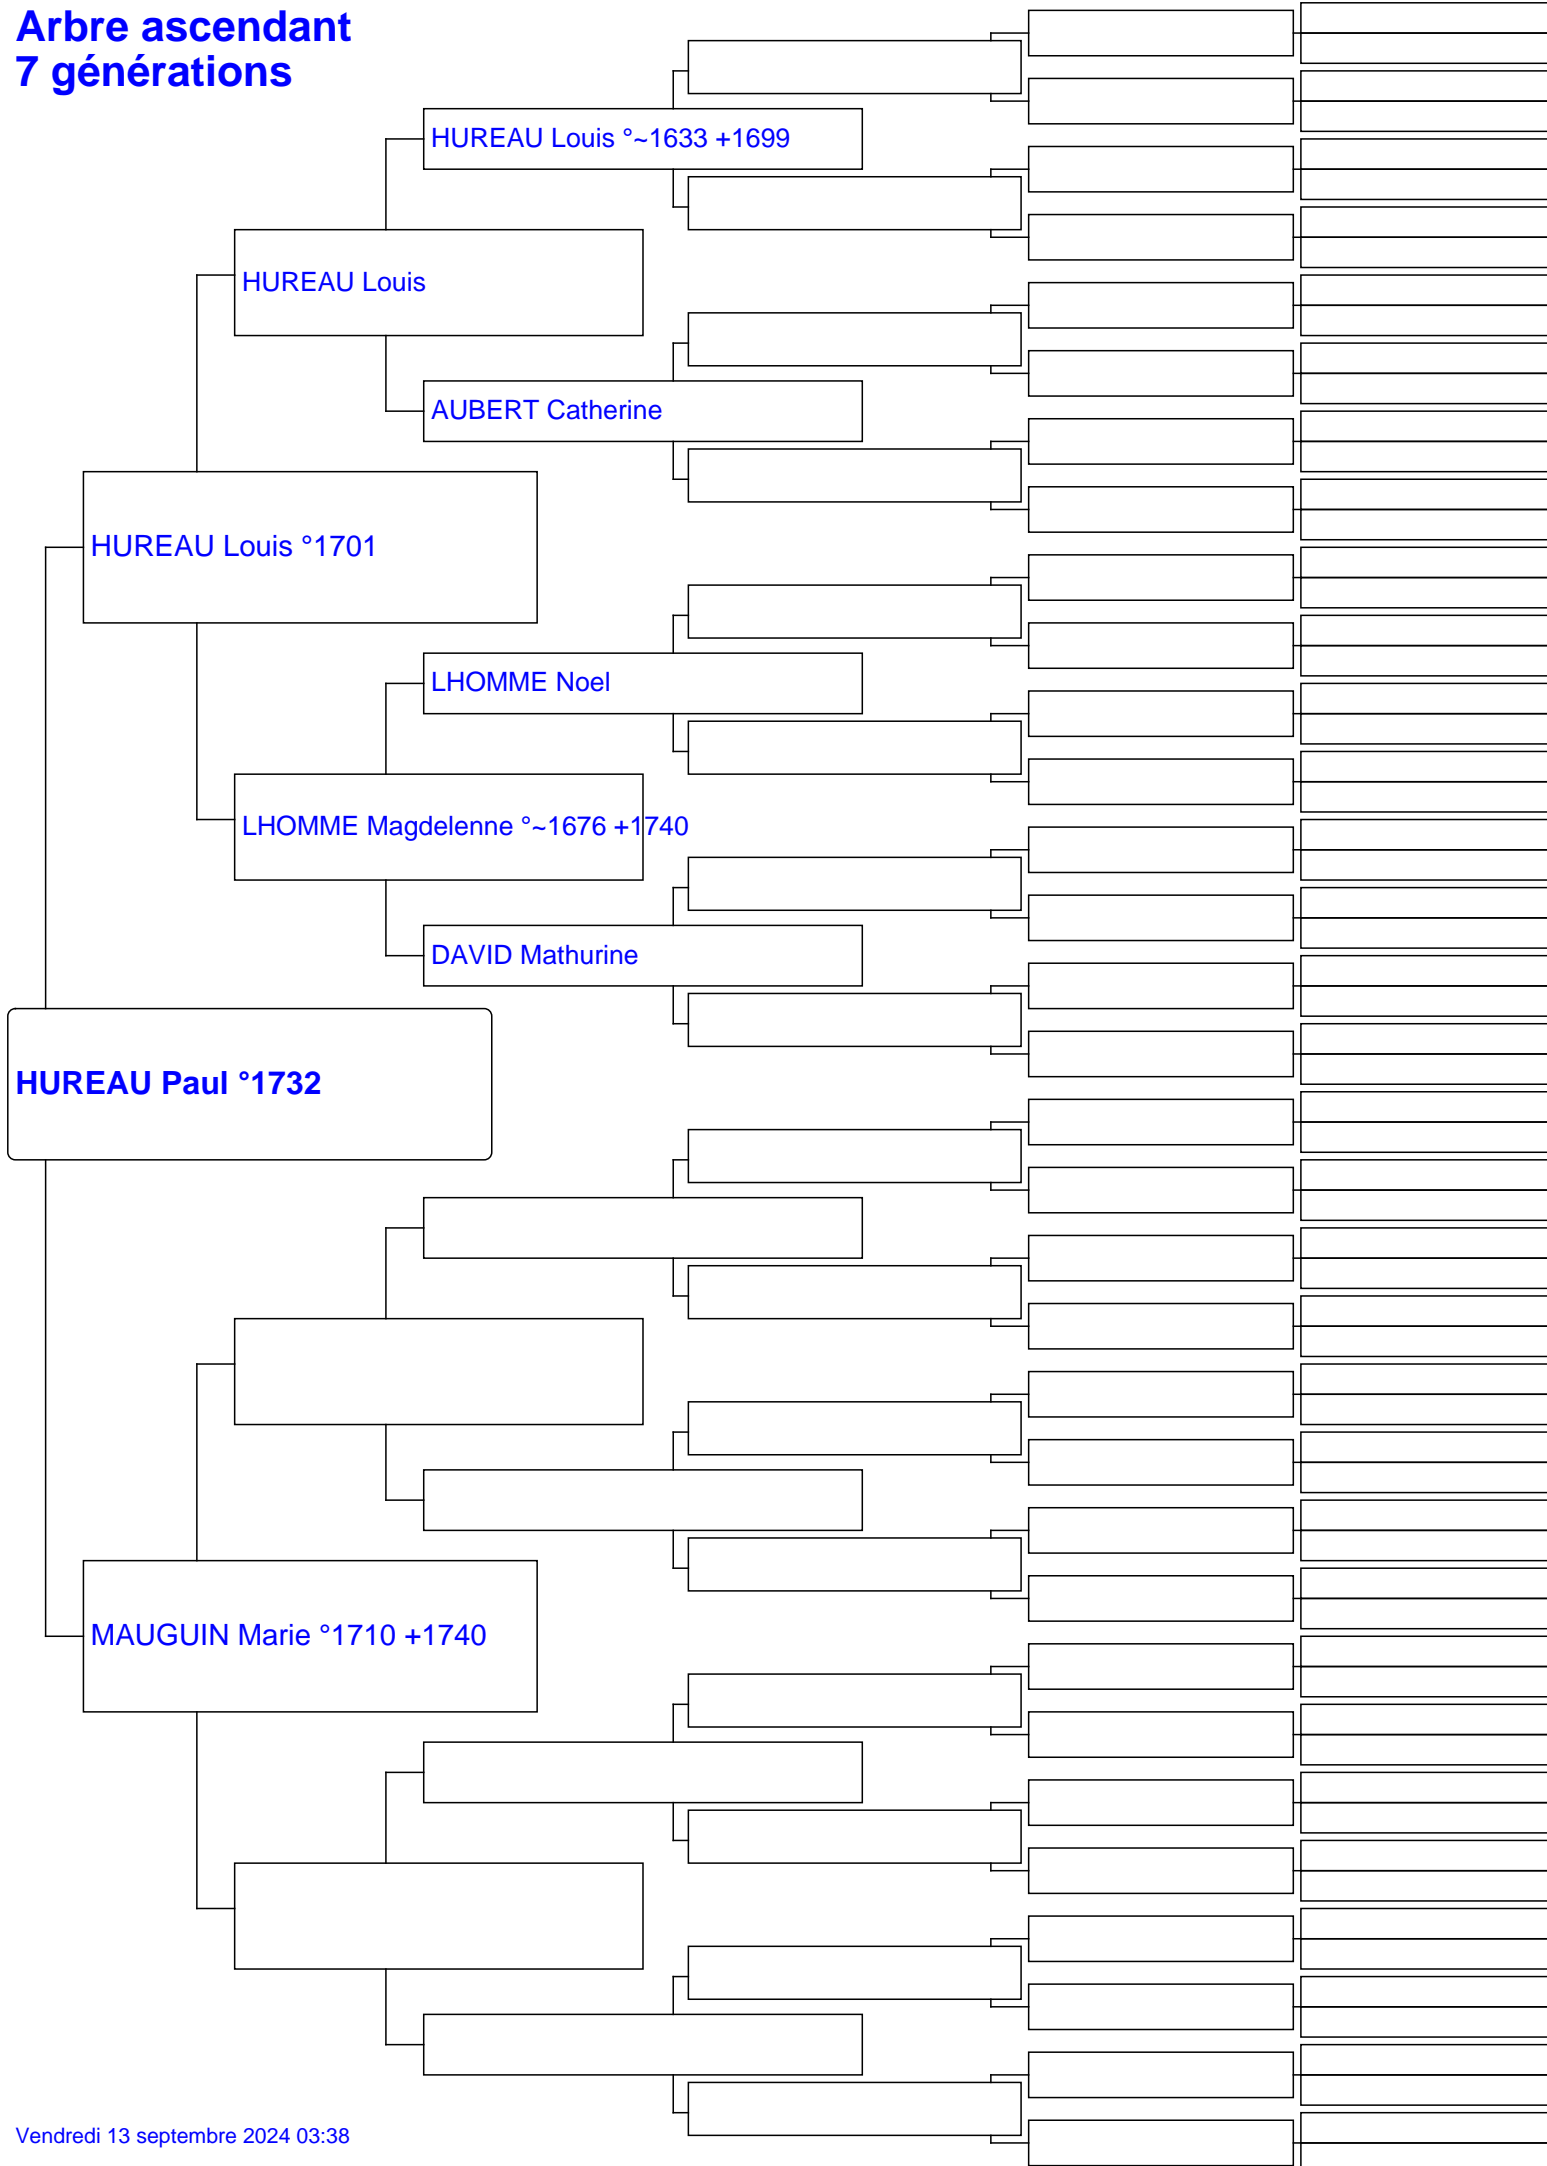 Arbre ascendant
7 générations
HUREAU Louis °~1633 +1699
HUREAU Louis
AUBERT Catherine
HUREAU Louis °1701
LHOMME Noel
LHOMME Magdelenne °~1676 +1740
DAVID Mathurine
HUREAU Paul °1732
MAUGUIN Marie °1710 +1740
Vendredi 13 septembre 2024 03:38